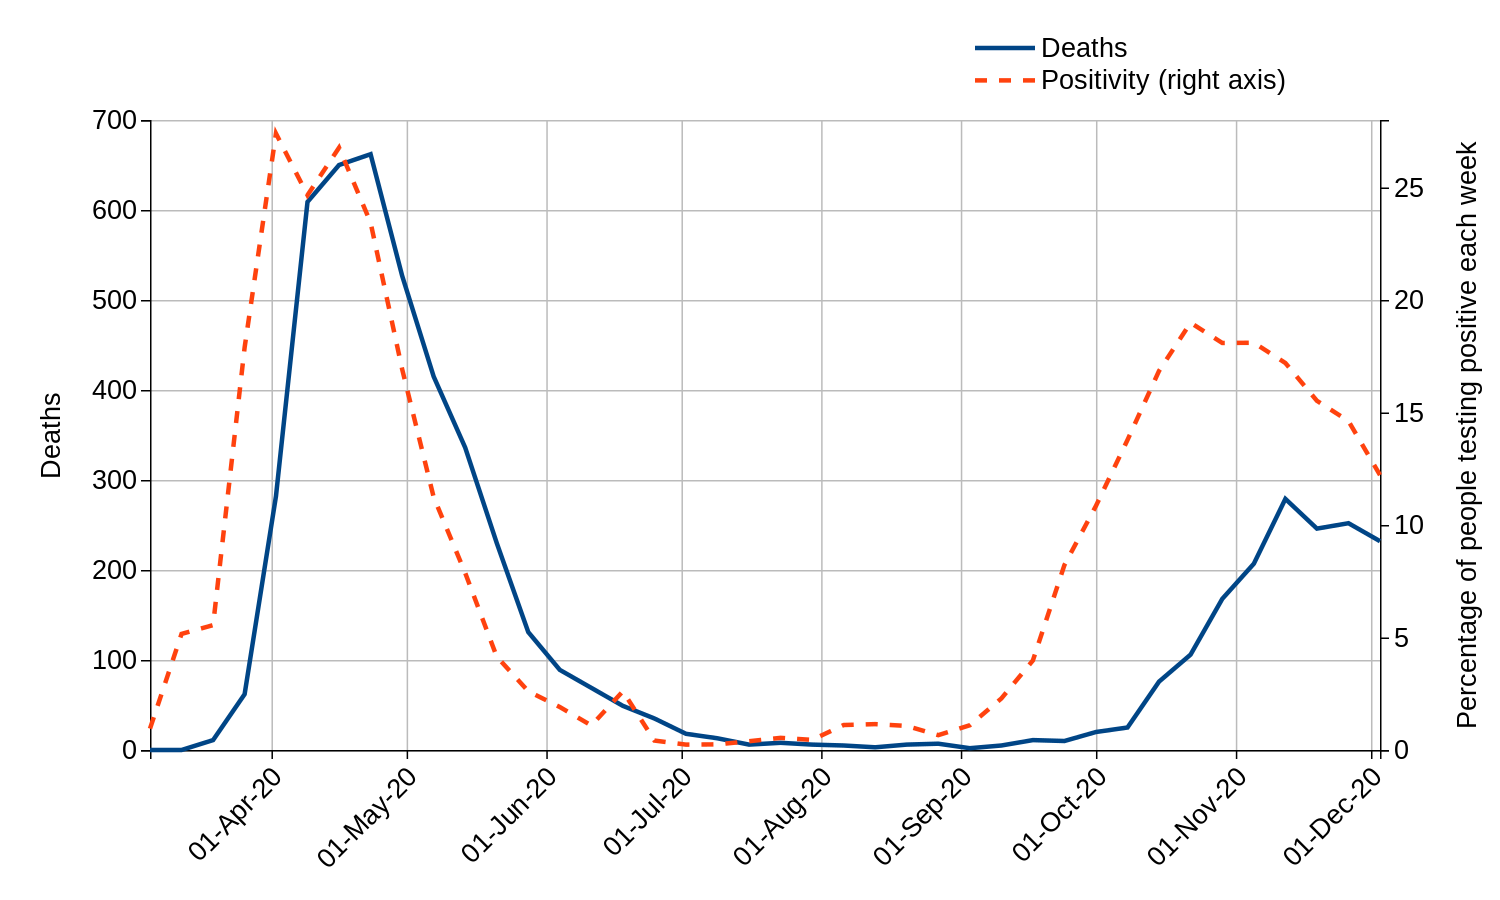 Deaths
Positivity (right axis)
700
600
500
400
300
200
100
0
Deaths
25
20
15
10
5
0
Percentage of people testing positive each week
01-Apr-20
01-May-20
01-Jun-20
01-Jul-20
01-Aug-20
01-Sep-20
01-Oct-20
01-Nov-20
01-Dec-20